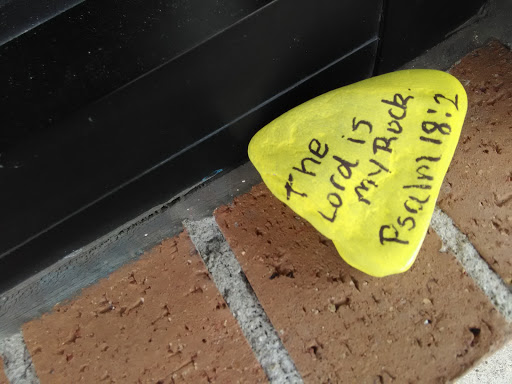 The
Lord is
my Rock.
Psalm 18:2